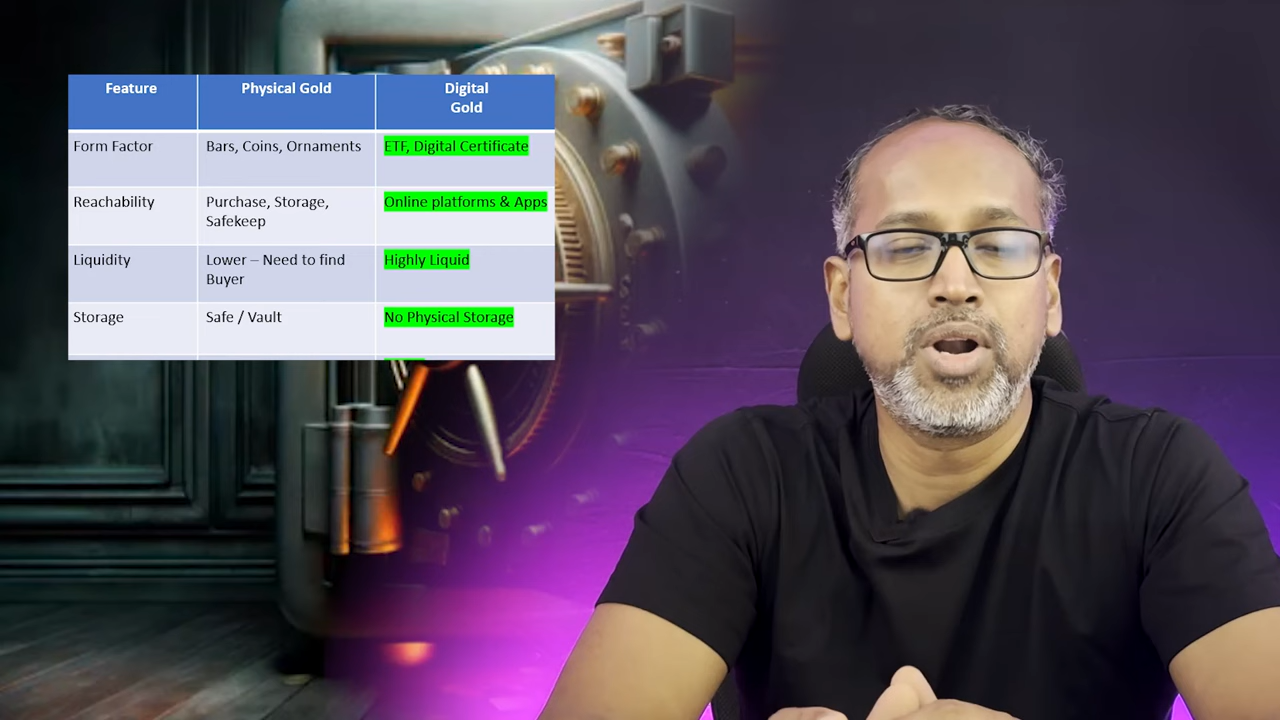 Feature Physical Gold Digital
Gold
Form Factor Bars, Coins, Ornaments ETF, Digital Certificate
Reachability Purchase, Storage, Online platforms & Apps
Safekeep
Liquidity Lower – Need to find Highly Liquid
Buyer
Storage Safe / Vault No Physical Storage